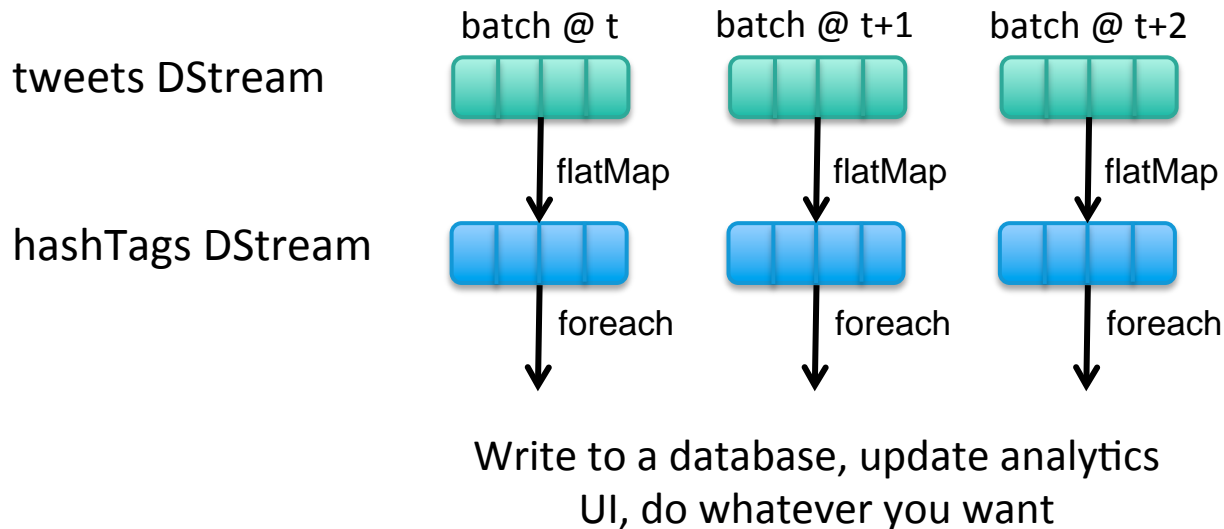 batch @ t batch @ t+1 batch @ t+2
tweets DStream
flatMap flatMap flatMap
hashTags DStream
foreach foreach foreach
Write to a database, update analytics
UI, do whatever you want